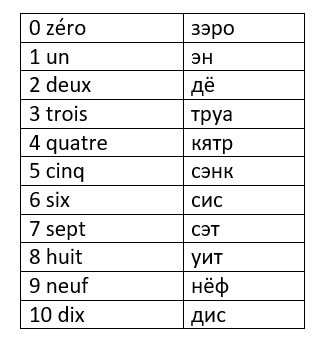 0 zéro зэро
1 un эн
2 deux дё
3 trois труа
4 quatre кятр
5 cinq сэнк
6 six сис
7 sept сэт
8 huit уит
9 neuf нёф
10 dix дис